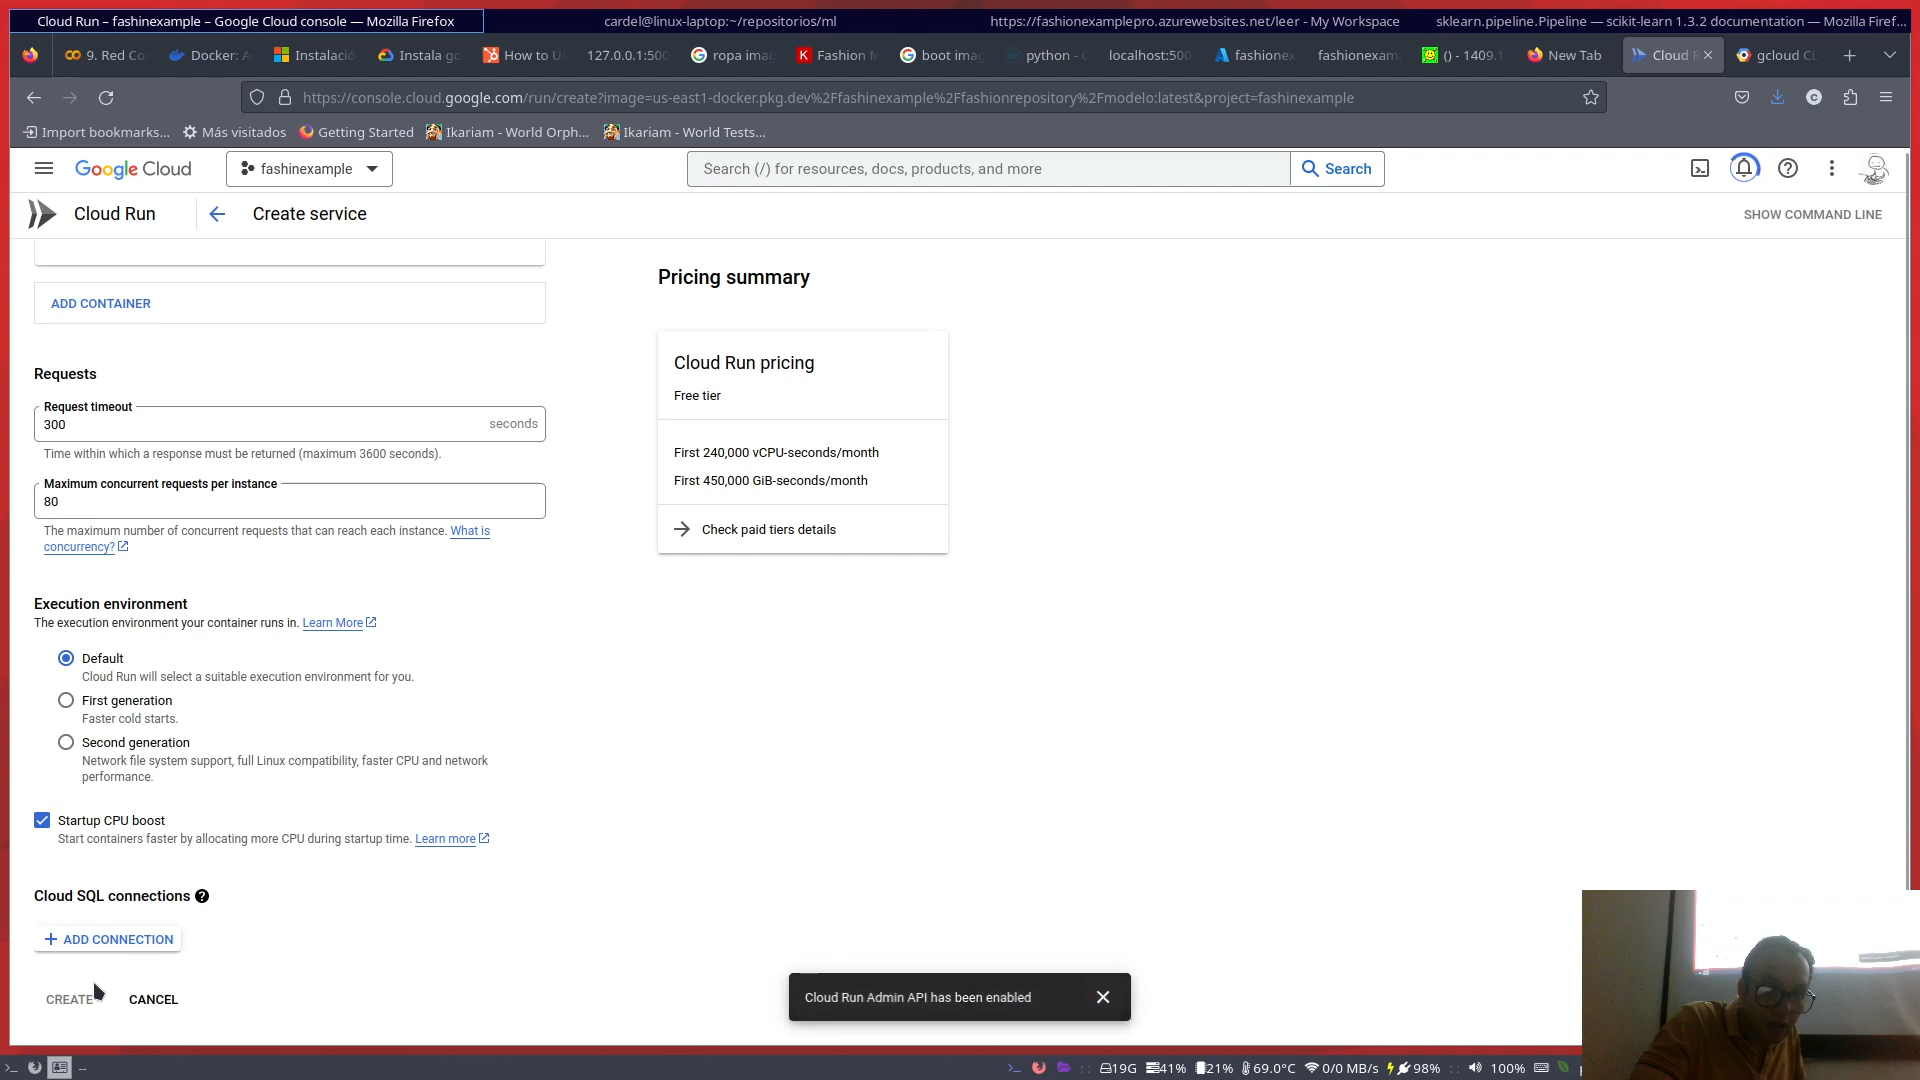 Cloud Run – fashinexample – Google Cloud console — Mozilla Firefox
cardel@linux-laptop:~/repositorios/ml
https://fashionexamplepro.azurewebsites.net/leer - My Workspace
sklearn.pipeline.Pipeline — scikit-learn 1.3.2 documentation — Mozilla Firef...
9. Red Co
Docker: A
Instalació
Instala gc
How to U
127.0.0.1:500
ropa imag
Fashion M
boot imag
python -
localhost:500
fashionex
fashionexam
() - 1409.1
New Tab
Cloud R
gcloud CL
https://console.cloud.google.com/run/create?image=us-east1-docker.pkg.dev%2Ffashinexample%2Ffashionrepository%2Fmodelo:latest&project=fashinexample
Import bookmarks...
Más visitados
Getting Started
Ikariam - World Orph...
Ikariam - World Tests...
Google Cloud
fashinexample
Search (/) for resources, docs, products, and more
Search
Cloud Run
Create service
SHOW COMMAND LINE
ADD CONTAINER
Requests
Request timeout
300
seconds
Time within which a response must be returned (maximum 3600 seconds).
Maximum concurrent requests per instance
80
The maximum number of concurrent requests that can reach each instance. What is
concurrency?
Execution environment
The execution environment your container runs in. Learn More
Default
Cloud Run will select a suitable execution environment for you.
First generation
Faster cold starts.
Second generation
Network file system support, full Linux compatibility, faster CPU and network
performance.
Startup CPU boost
Start containers faster by allocating more CPU during startup time. Learn more
Cloud SQL connections
ADD CONNECTION
CREATE
CANCEL
Pricing summary
Cloud Run pricing
Free tier
First 240,000 vCPU-seconds/month
First 450,000 GiB-seconds/month
Check paid tiers details
Cloud Run Admin API has been enabled
--
19G
41%
21%
69.0°C
0/0 MB/s
98%
100%